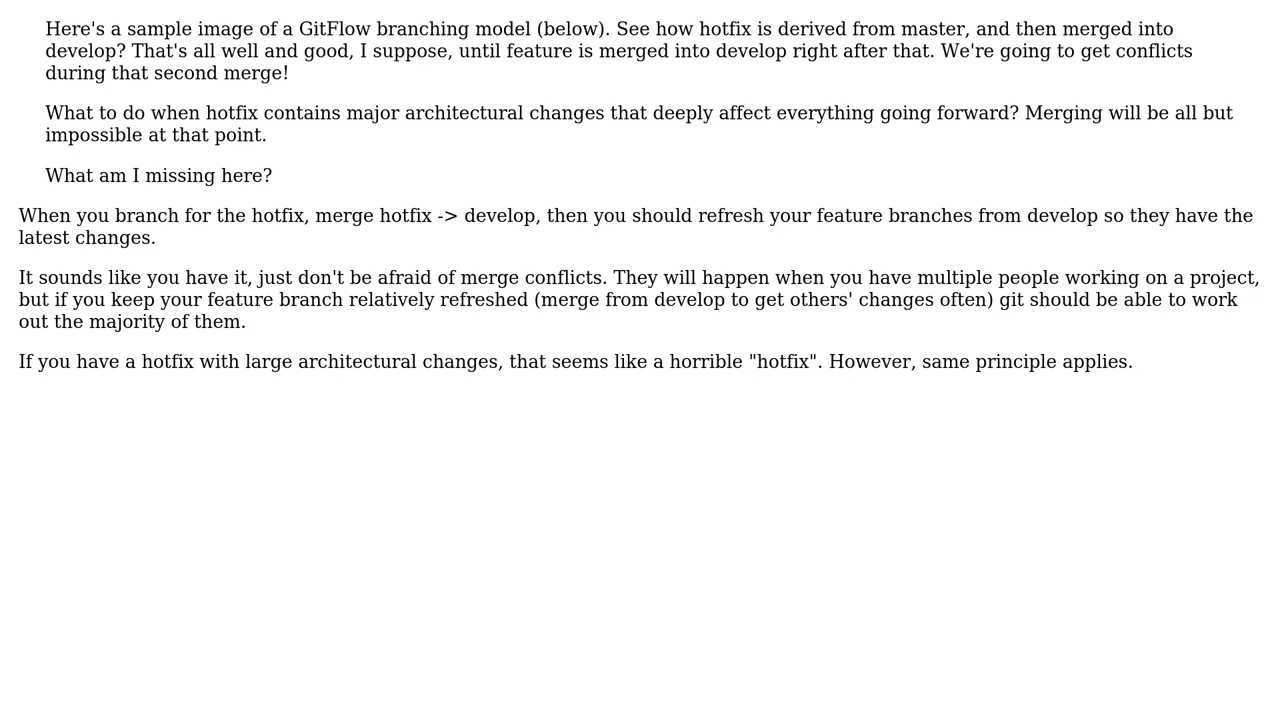 Here's a sample image of a GitFlow branching model (below). See how hotfix is derived from master, and then merged into
develop? That's all well and good, I suppose, until feature is merged into develop right after that. We're going to get conflicts
during that second merge!
What to do when hotfix contains major architectural changes that deeply affect everything going forward? Merging will be all but
impossible at that point.
What am I missing here?
When you branch for the hotfix, merge hotfix -> develop, then you should refresh your feature branches from develop so they have the
latest changes.
It sounds like you have it, just don't be afraid of merge conflicts. They will happen when you have multiple people working on a project,
but if you keep your feature branch relatively refreshed (merge from develop to get others' changes often) git should be able to work
out the majority of them.
If you have a hotfix with large architectural changes, that seems like a horrible "hotfix". However, same principle applies.